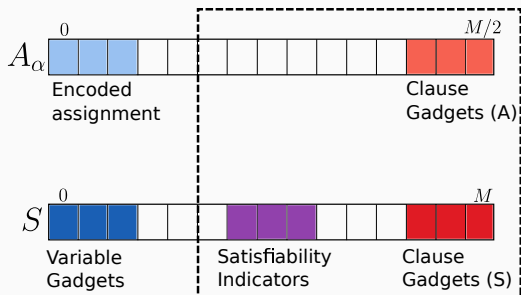 0 M/2
A_α
Encoded
assignment
Clause
Gadgets (A)
0 M
S
Variable
Gadgets
Satisfiability
Indicators
Clause
Gadgets (S)